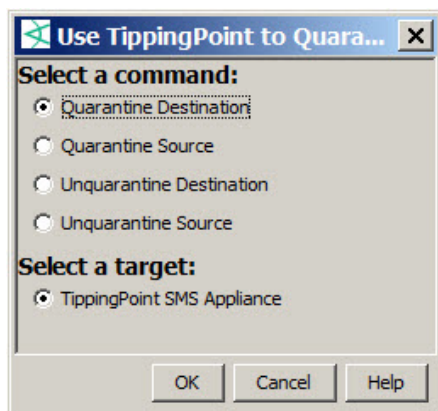 Use TippingPoint to Quara...
Select a command:
Quarantine Destination
Quarantine Source
Unquarantine Destination
Unquarantine Source
Select a target:
TippingPoint SMS Appliance
OK Cancel Help